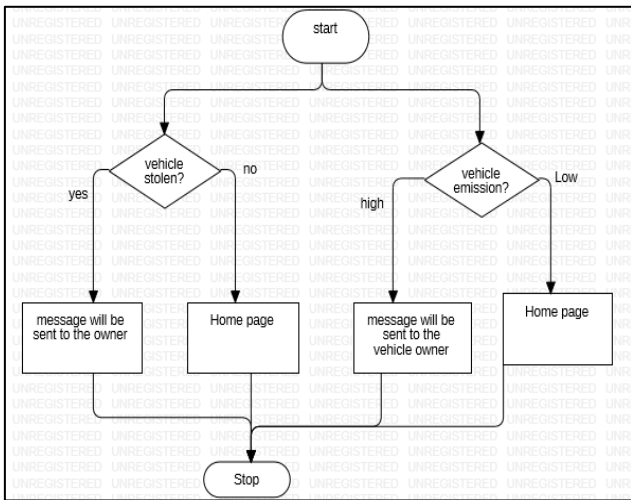 start
vehicle
stolen?
yes
no
vehicle
emission?
high
Low
message will be
sent to the owner
Home page
message will be
sent to the
vehicle owner
Home page
Stop
UNREGISTERED